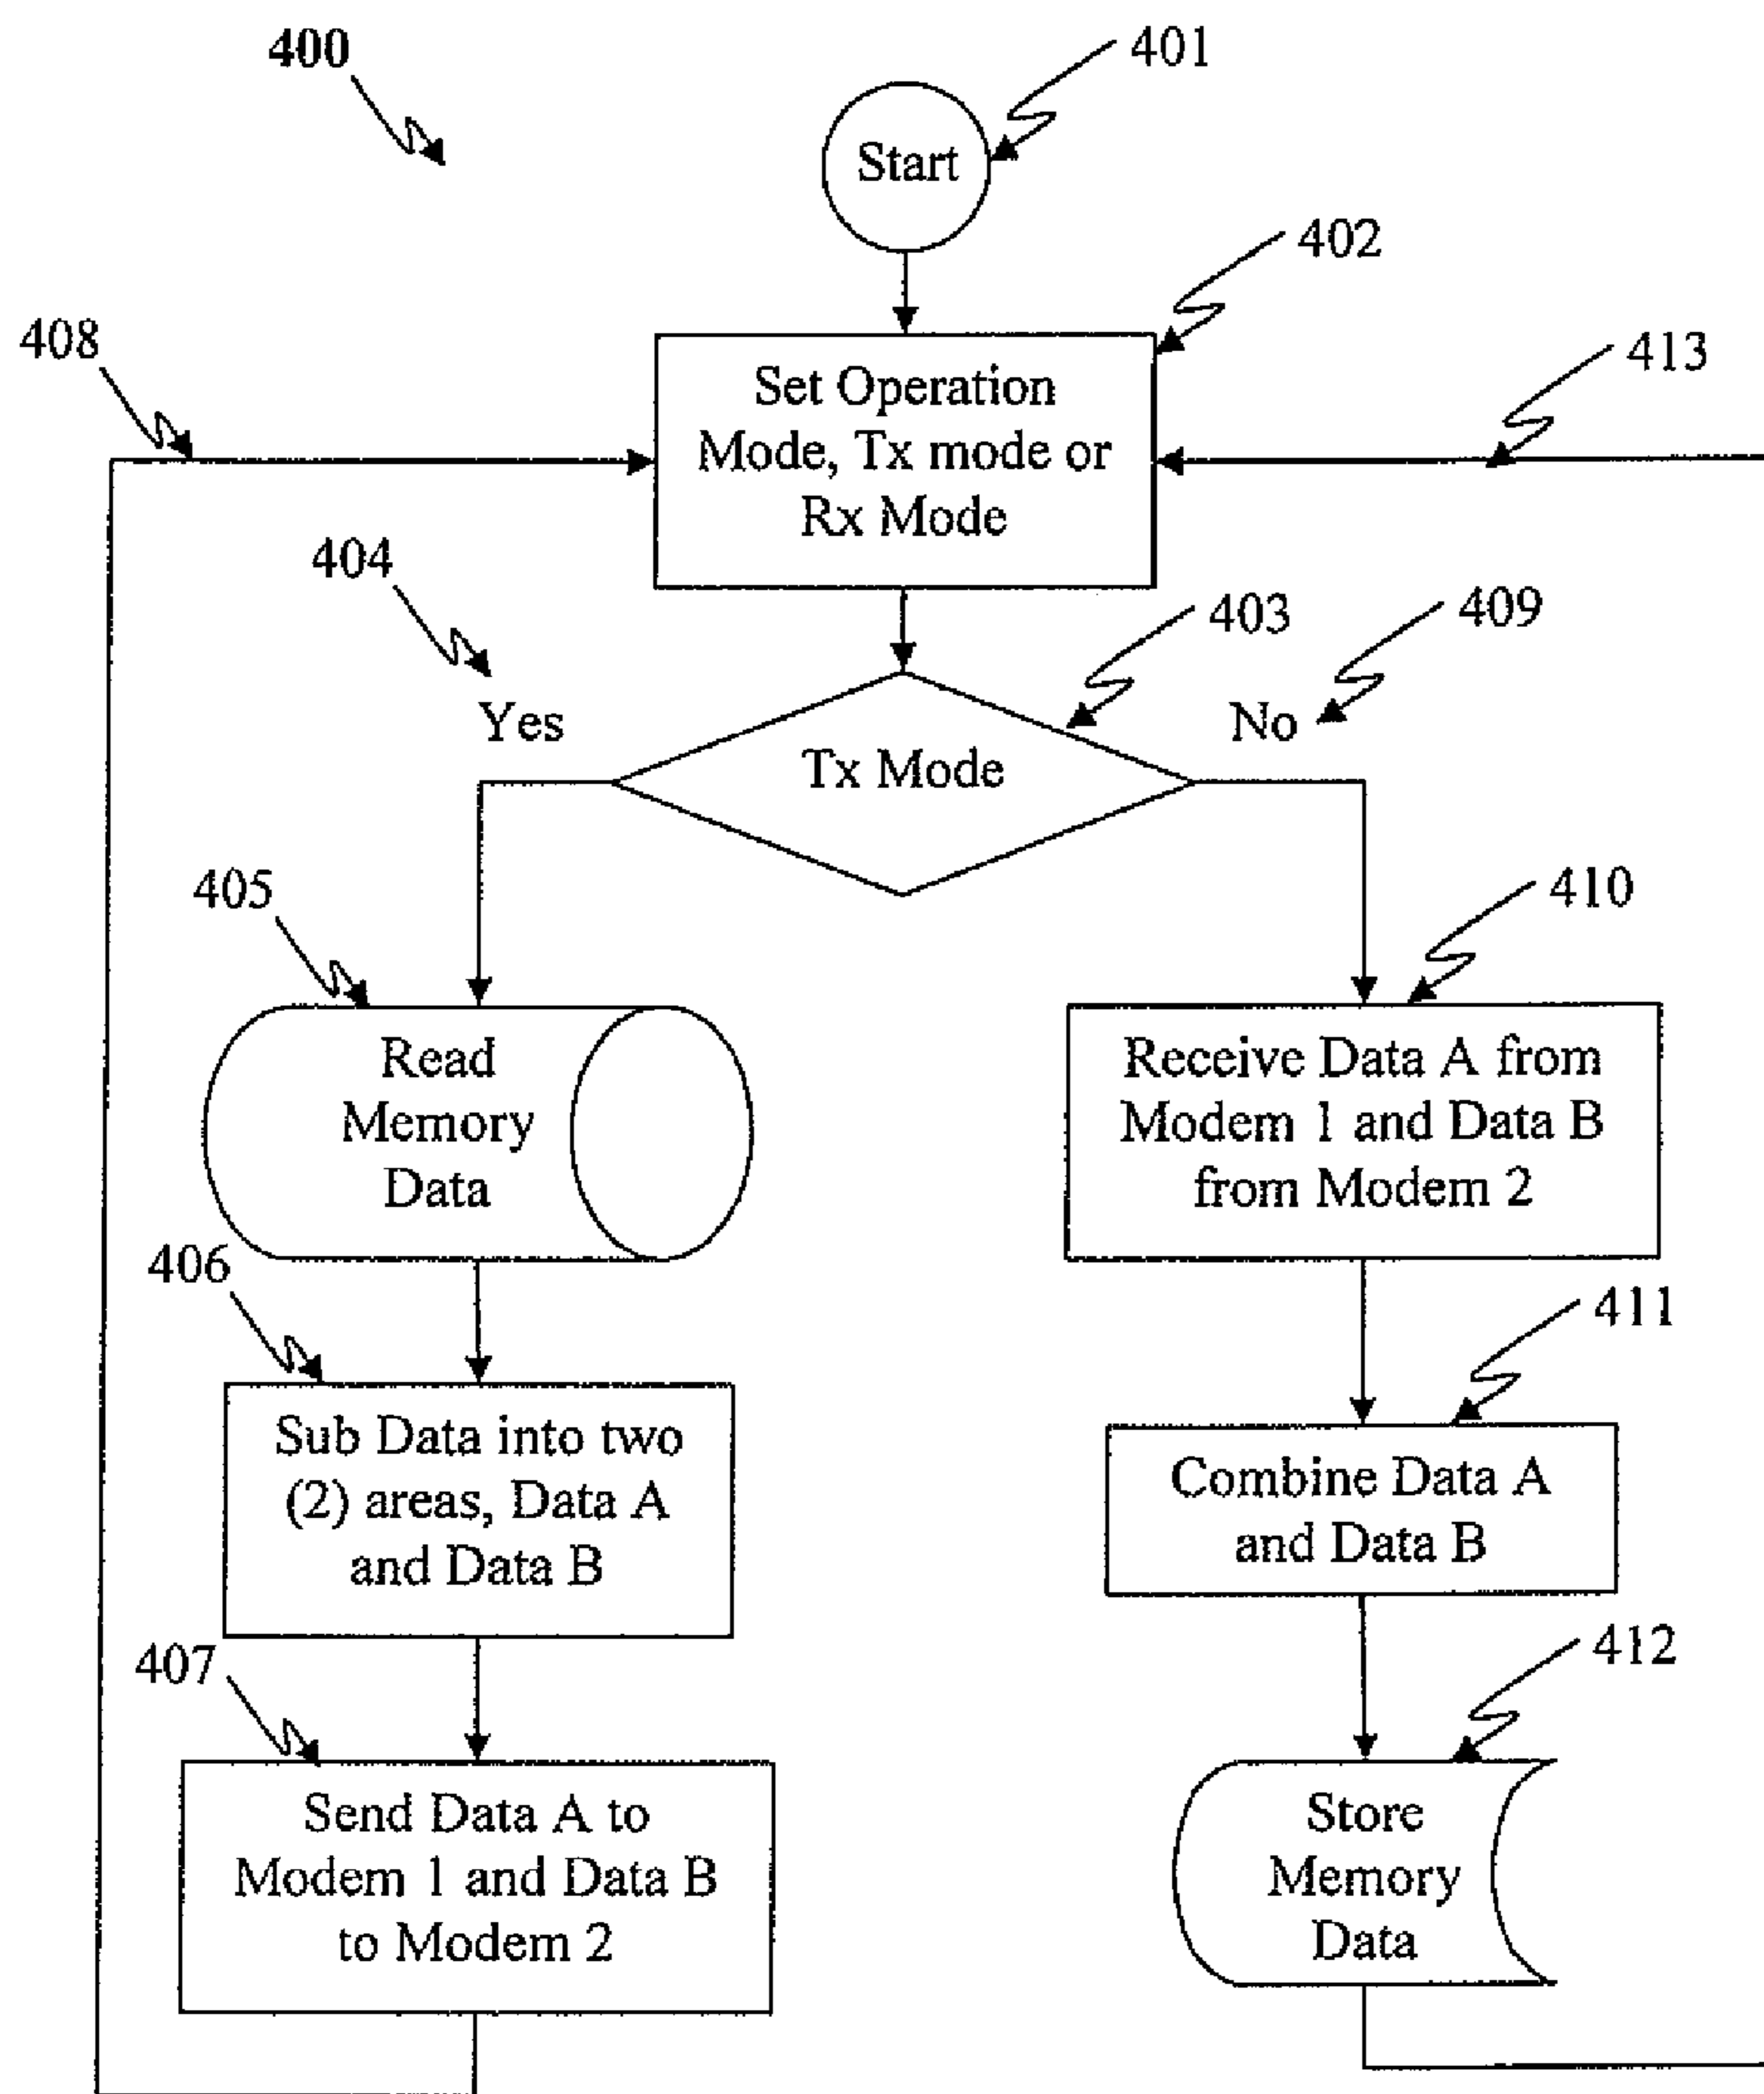 400
401
Start
402
408
413
Set Operation
Mode, Tx mode or
Rx Mode
404
403
409
Yes
No
Tx Mode
405
410
Read
Memory
Data
Receive Data A from
Modem 1 and Data B
from Modem 2
406
411
Sub Data into two
(2) areas, Data A
and Data B
Combine Data A
and Data B
407
412
Send Data A to
Modem 1 and Data B
to Modem 2
Store
Memory
Data